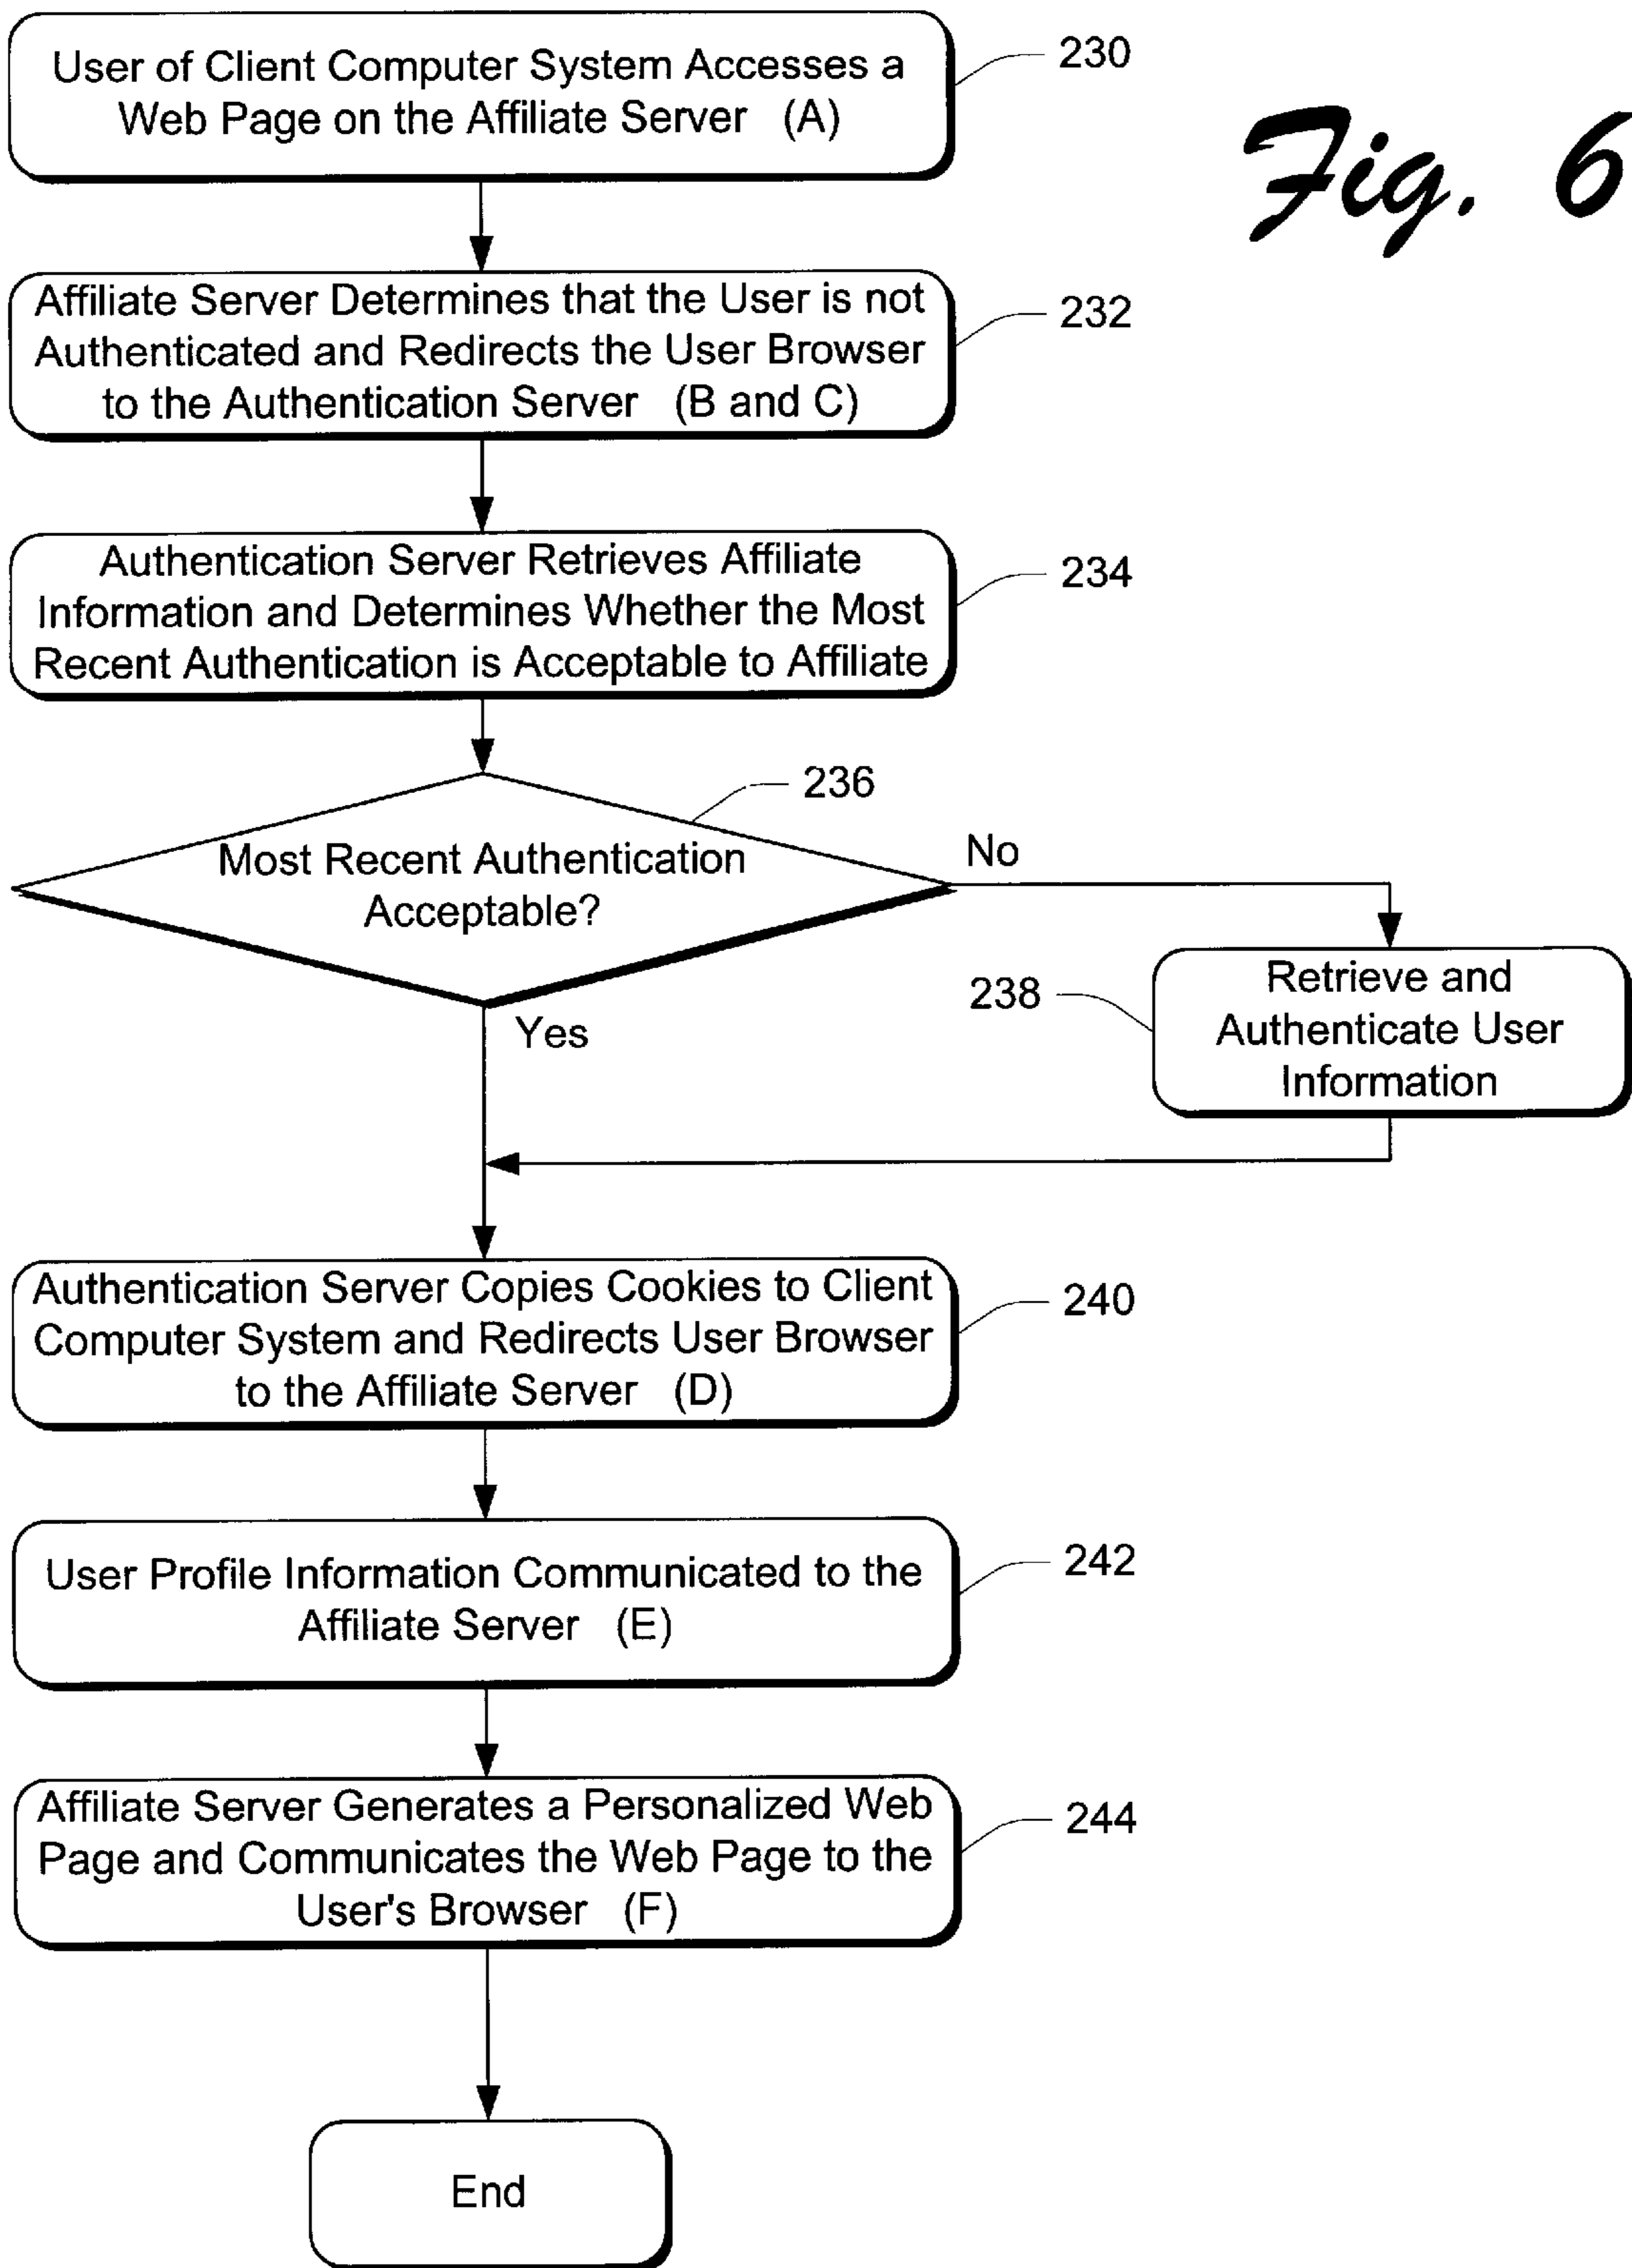 User of Client Computer System Accesses a
Web Page on the Affiliate Server (A)
230
Fig. 6
Affiliate Server Determines that the User is not
Authenticated and Redirects the User Browser
to the Authentication Server (B and C)
232
Authentication Server Retrieves Affiliate
Information and Determines Whether the Most
Recent Authentication is Acceptable to Affiliate
234
236
Most Recent Authentication
Acceptable?
No
Yes
238
Retrieve and
Authenticate User
Information
Authentication Server Copies Cookies to Client
Computer System and Redirects User Browser
to the Affiliate Server (D)
240
User Profile Information Communicated to the
Affiliate Server (E)
242
Affiliate Server Generates a Personalized Web
Page and Communicates the Web Page to the
User's Browser (F)
244
End